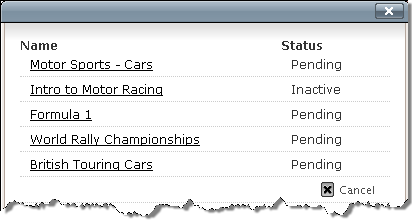 Name Status
Motor Sports - Cars Pending
Intro to Motor Racing Inactive
Formula 1 Pending
World Rally Championships Pending
British Touring Cars Pending
Cancel